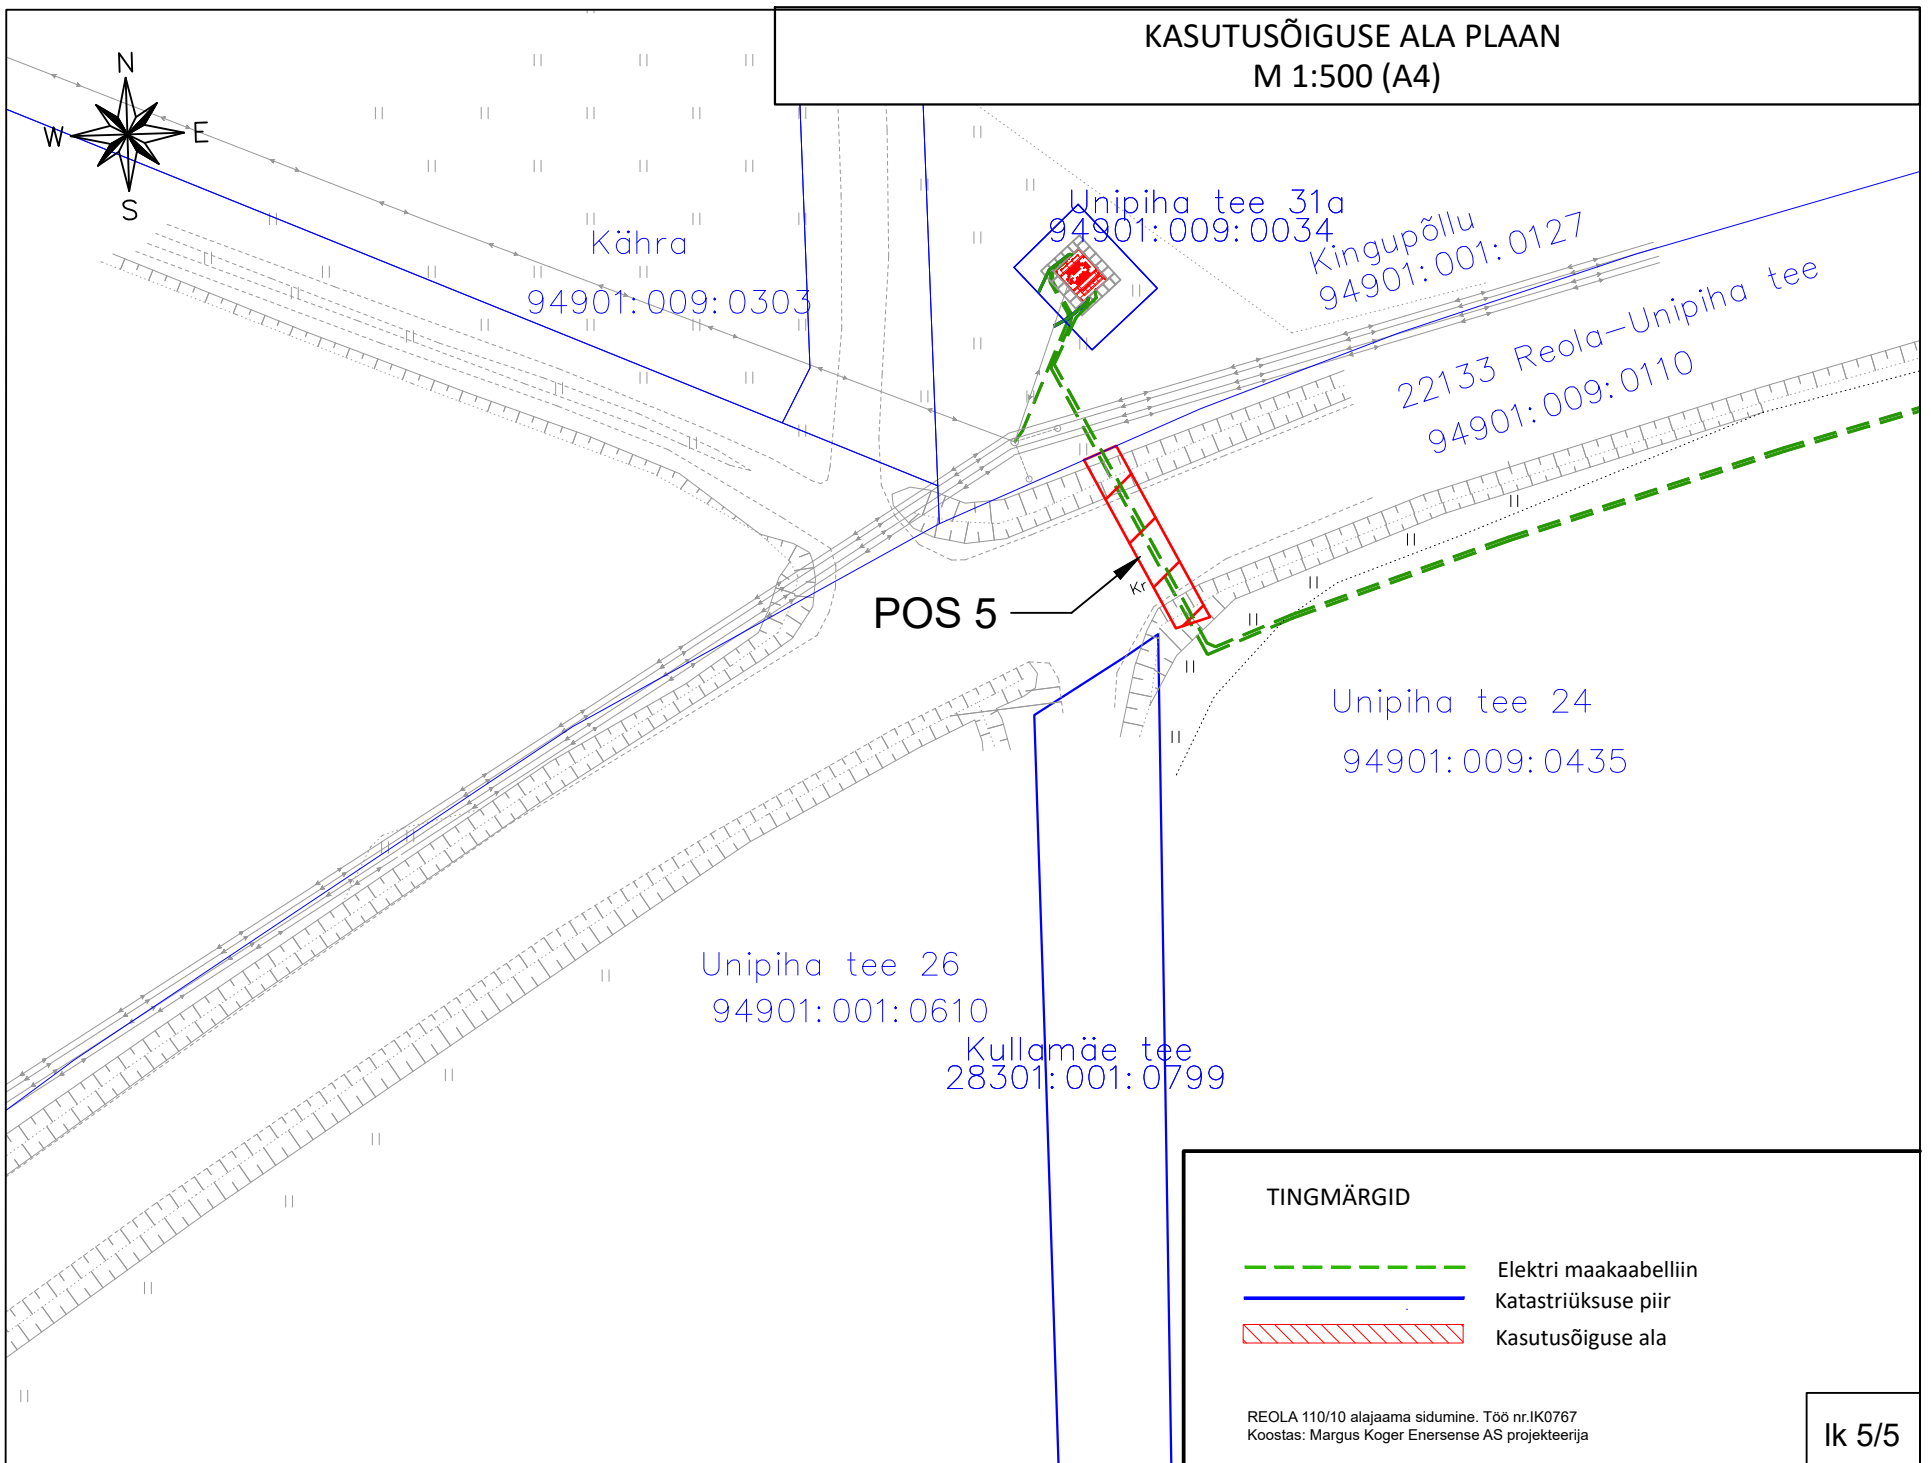 KASUTUSÕIGUSE ALA PLAAN
M 1:500 (A4)
N
W
E
S
Kähra
94901:009:0303
Unipiha tee 31a
94901:009:0034
Kingupõllu
94901:001:0127
22133 Reola-Unipiha tee
94901:009:0110
POS 5
Kr
Unipiha tee 24
94901:009:0435
Unipiha tee 26
94901:001:0610
Kullamäe tee
28301:001:0799
TINGMÄRGID
Elektri maakaabelliin
Katastriüksuse piir
Kasutusõiguse ala
REOLA 110/10 alajaama sidumine. Töö nr.IK0767
Koostas: Margus Koger Enersense AS projekteerija
lk 5/5